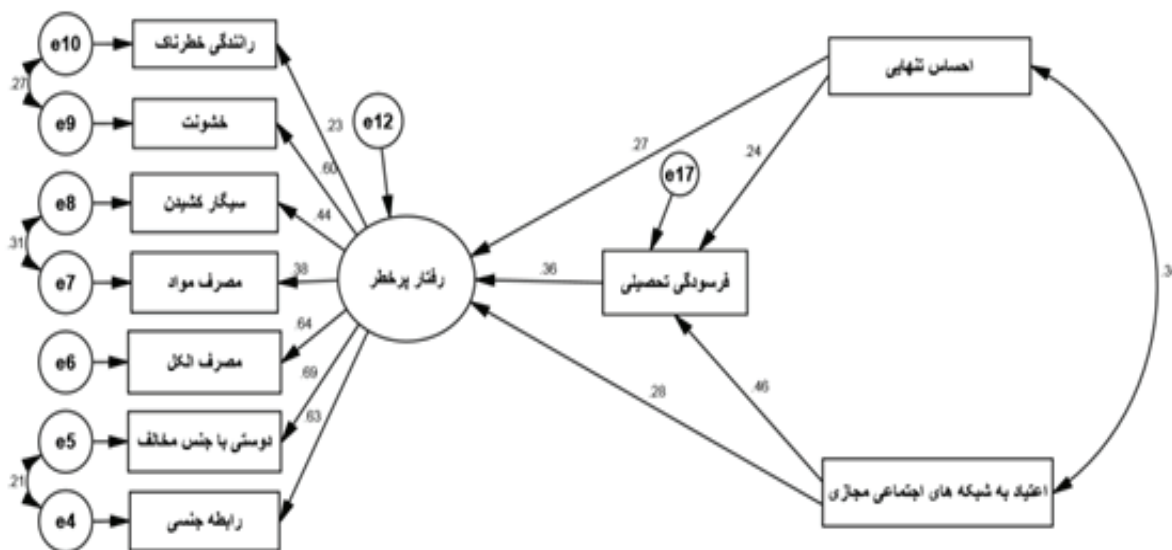 e10
رانندگی خطرناک
.27
e9
خشونت
e8
سیگار کشیدن
.31
e7
مصرف مواد
e6
مصرف الکل
e5
دوستی با جنس مخالف
.21
e4
رابطه جنسی
.23
.60
.44
.38
.64
.69
.63
e12
رفتار پرخطر
.27
.24
e17
.36
فرسودگی تحصیلی
.28
.46
احساس تنهایی
اعتیاد به شبکه های اجتماعی مجازی